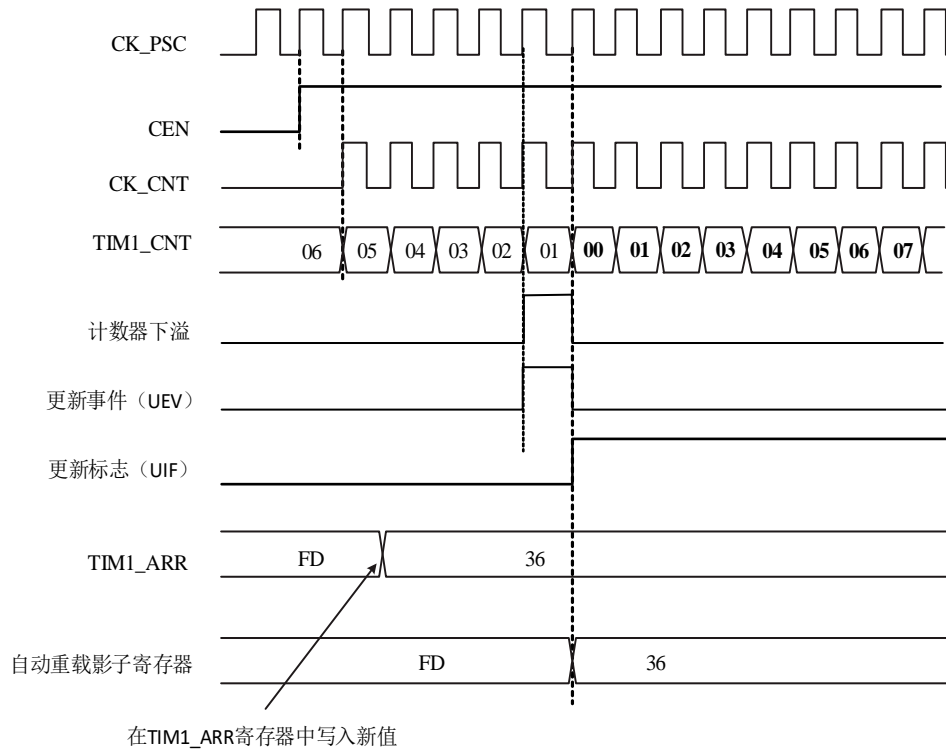 CK_PSC
CEN
CK_CNT
TIM1_CNT 06 05 04 03 02 01 00 01 02 03 04 05 06 07
计数器下溢
更新事件（UEV）
更新标志（UIF）
TIM1_ARR FD 36
自动重载影子寄存器 FD 36
在TIM1_ARR寄存器中写入新值